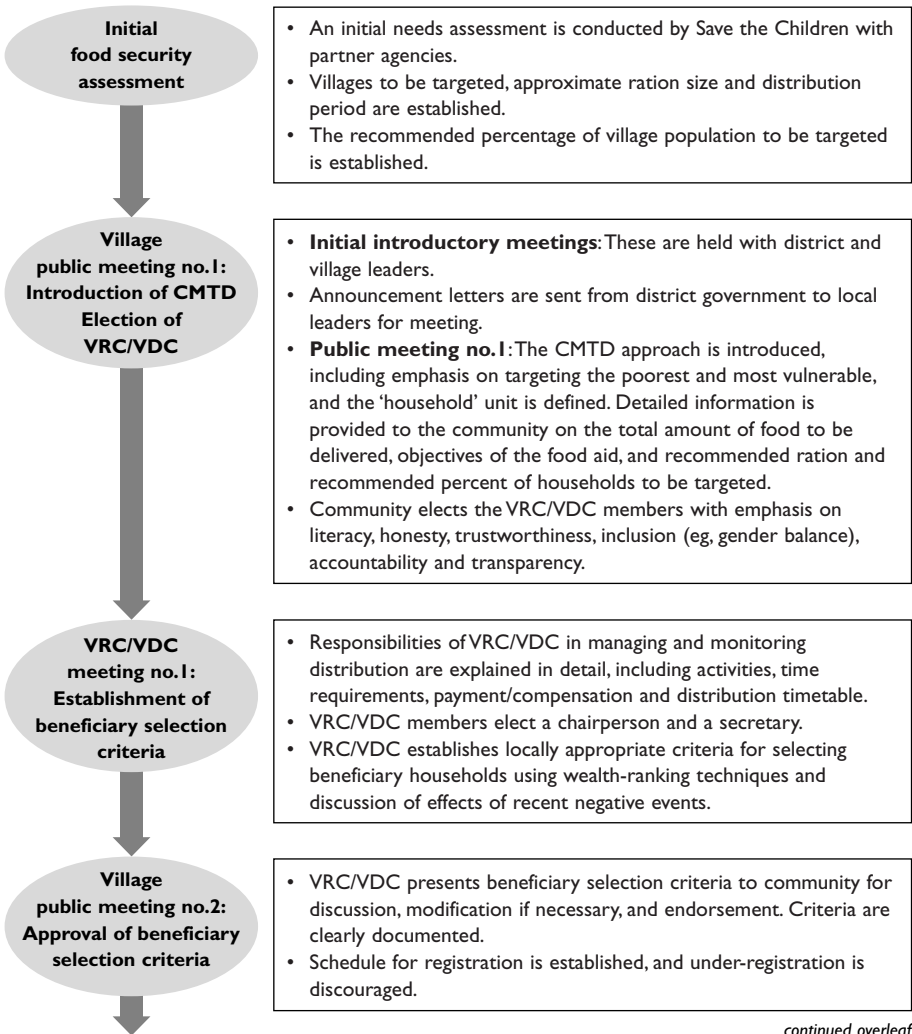 Initial
food security
assessment
• An initial needs assessment is conducted by Save the Children with
partner agencies.
• Villages to be targeted, approximate ration size and distribution
period are established.
• The recommended percentage of village population to be targeted
is established.
Village
public meeting no.1:
Introduction of CMTD
Election of
VRC/VDC
• Initial introductory meetings: These are held with district and
village leaders.
• Announcement letters are sent from district government to local
leaders for meeting.
• Public meeting no.1: The CMTD approach is introduced,
including emphasis on targeting the poorest and most vulnerable,
and the ‘household’ unit is defined. Detailed information is
provided to the community on the total amount of food to be
delivered, objectives of the food aid, and recommended ration and
recommended percent of households to be targeted.
• Community elects the VRC/VDC members with emphasis on
literacy, honesty, trustworthiness, inclusion (eg, gender balance),
accountability and transparency.
VRC/VDC
meeting no.1:
Establishment of
beneficiary selection
criteria
• Responsibilities of VRC/VDC in managing and monitoring
distribution are explained in detail, including activities, time
requirements, payment/compensation and distribution timetable.
• VRC/VDC members elect a chairperson and a secretary.
• VRC/VDC establishes locally appropriate criteria for selecting
beneficiary households using wealth-ranking techniques and
discussion of effects of recent negative events.
Village
public meeting no.2:
Approval of beneficiary
selection criteria
• VRC/VDC presents beneficiary selection criteria to community for
discussion, modification if necessary, and endorsement. Criteria are
clearly documented.
• Schedule for registration is established, and under-registration is
discouraged.
continued overleaf